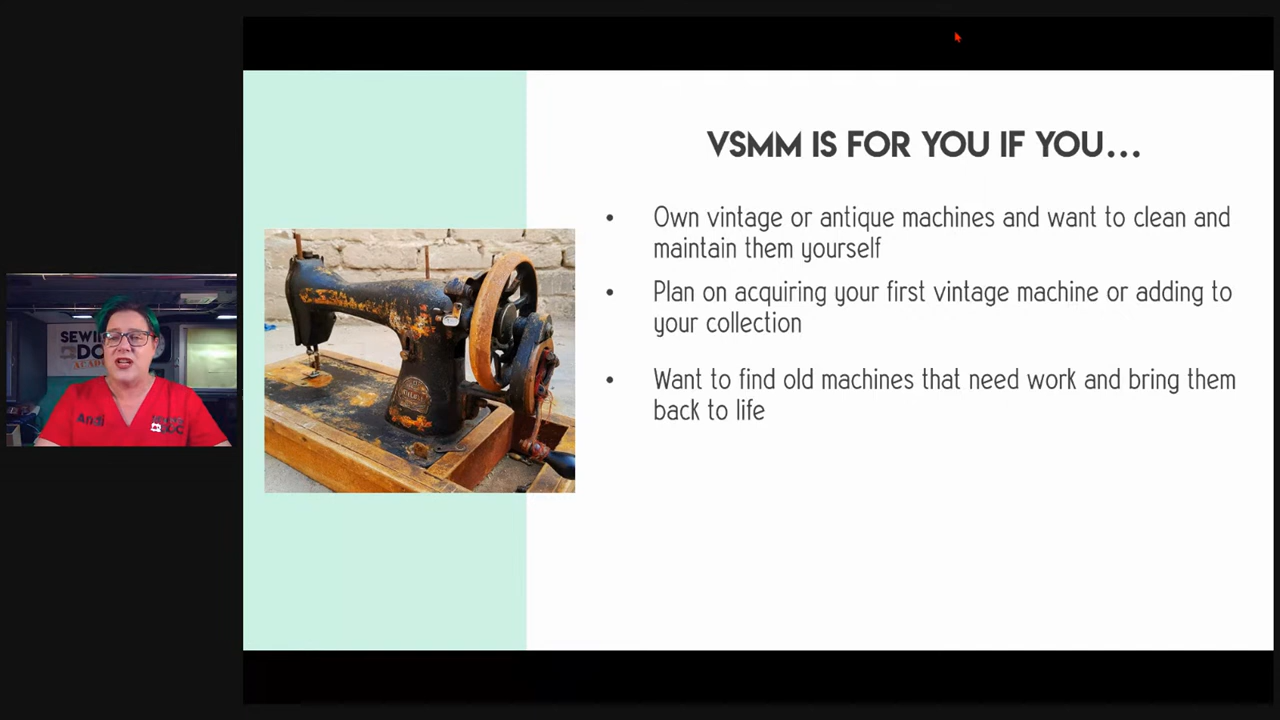 VSMM IS FOR YOU IF YOU...
• Own vintage or antique machines and want to clean and
maintain them yourself
• Plan on acquiring your first vintage machine or adding to
your collection
• Want to find old machines that need work and bring them
back to life